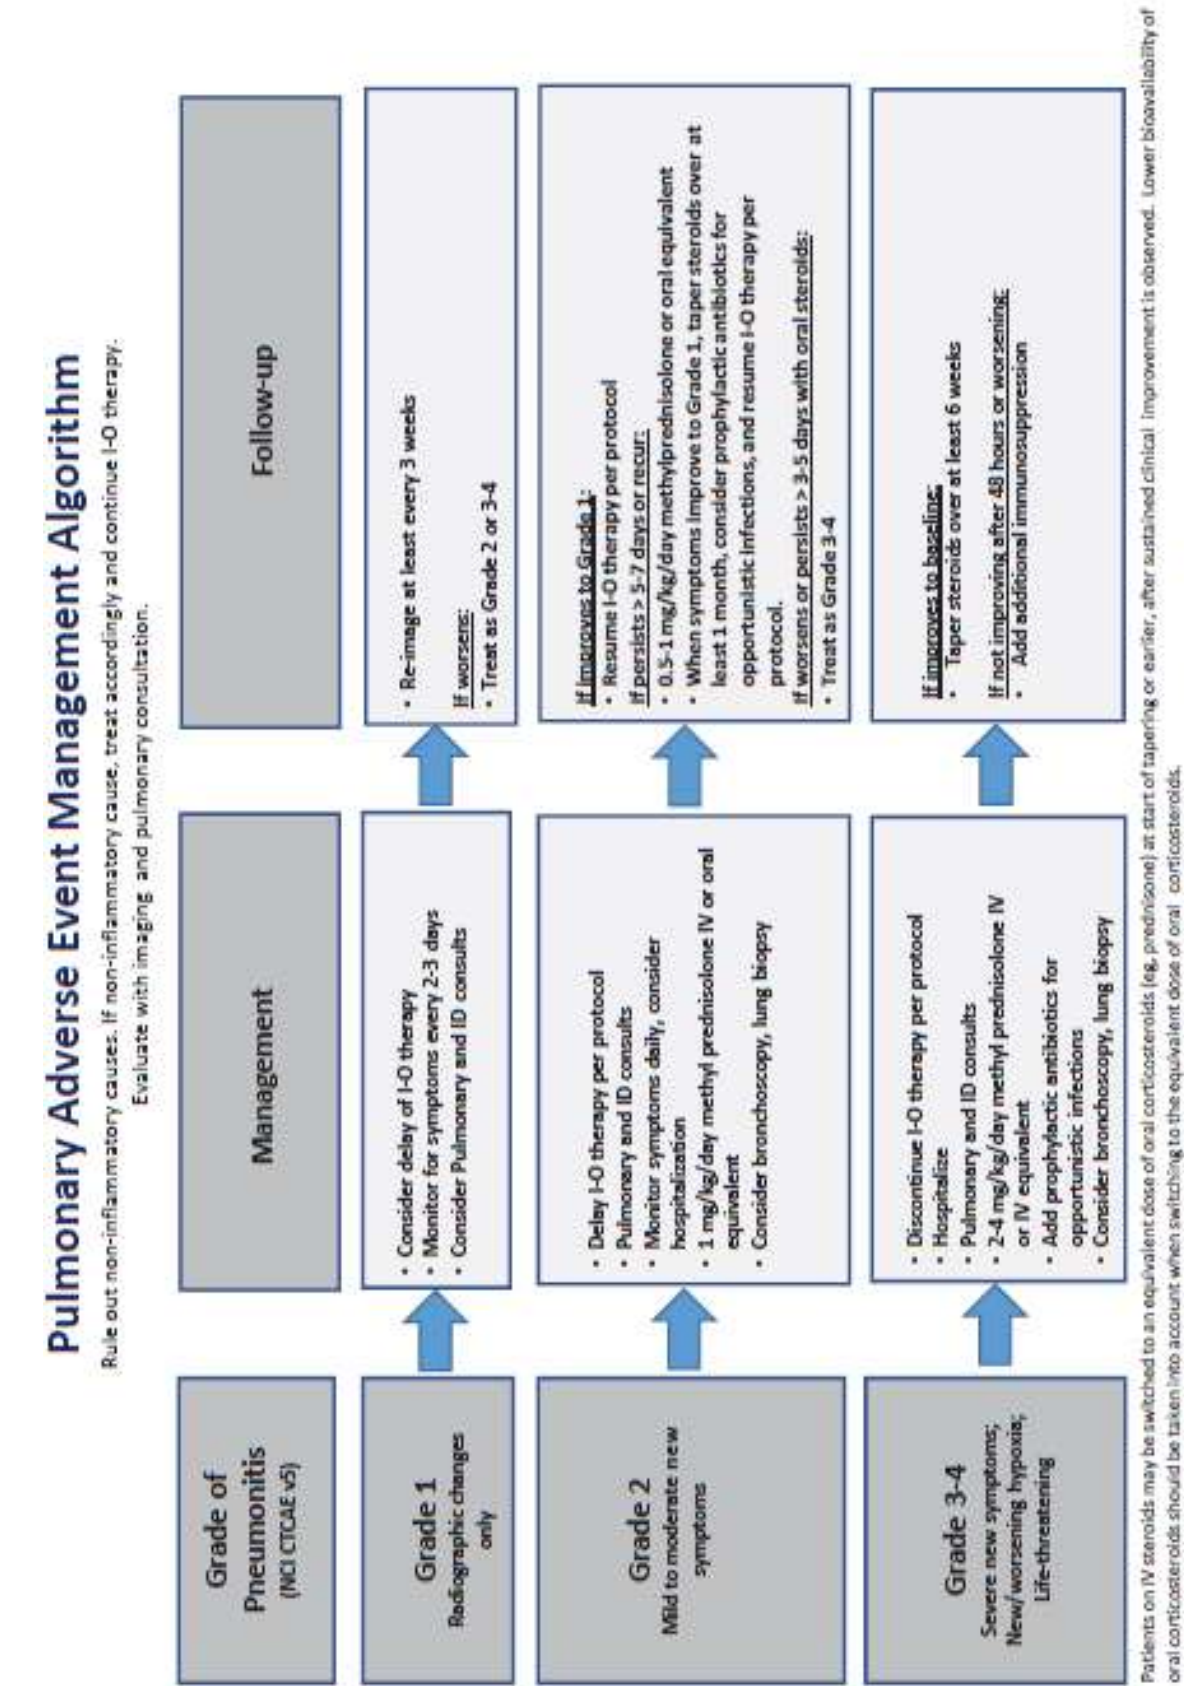 Pulmonary Adverse Event Management Algorithm
Rule out non-inflammatory causes. If non-inflammatory cause, treat accordingly and continue I-O therapy.
Evaluate with imaging and pulmonary consultation.
Grade of
Pneumonitis
(NCI CTCAE v5)
Management
Follow-up
Grade 1
Radiographic changes
only
• Consider delay of I-O therapy
• Monitor for symptoms every 2-3 days
• Consider Pulmonary and ID consults
• Re-image at least every 3 weeks
If worsens:
• Treat as Grade 2 or 3-4
Grade 2
Mild to moderate new
symptoms
• Delay I-O therapy per protocol
• Pulmonary and ID consults
• Monitor symptoms daily, consider
hospitalization
• 1 mg/kg/day methyl prednisolone IV or oral
equivalent
• Consider bronchoscopy, lung biopsy
If improves to Grade 1:
• Resume I-O therapy per protocol
If persists > 5-7 days or recur:
• 0.5-1 mg/kg/day methylprednisolone or oral equivalent
• When symptoms improve to Grade 1, taper steroids over at
least 1 month, consider prophylactic antibiotics for
opportunistic infections, and resume I-O therapy per
protocol.
If worsens or persists > 3-5 days with oral steroids:
• Treat as Grade 3-4
Grade 3-4
Severe new symptoms;
New/worsening hypoxia;
Life-threatening
• Discontinue I-O therapy per protocol
• Hospitalize
• Pulmonary and ID consults
• 2-4 mg/kg/day methyl prednisolone IV
or IV equivalent
• Add prophylactic antibiotics for
opportunistic infections
• Consider bronchoscopy, lung biopsy
If improves to baseline:
• Taper steroids over at least 6 weeks
If not improving after 48 hours or worsening:
• Add additional immunosuppression
Patients on IV steroids may be switched to an equivalent dose of oral corticosteroids (eg, prednisone) at start of tapering or earlier, after sustained clinical improvement is observed. Lower bioavailability of
oral corticosteroids should be taken into account when switching to the equivalent dose of oral corticosteroids.